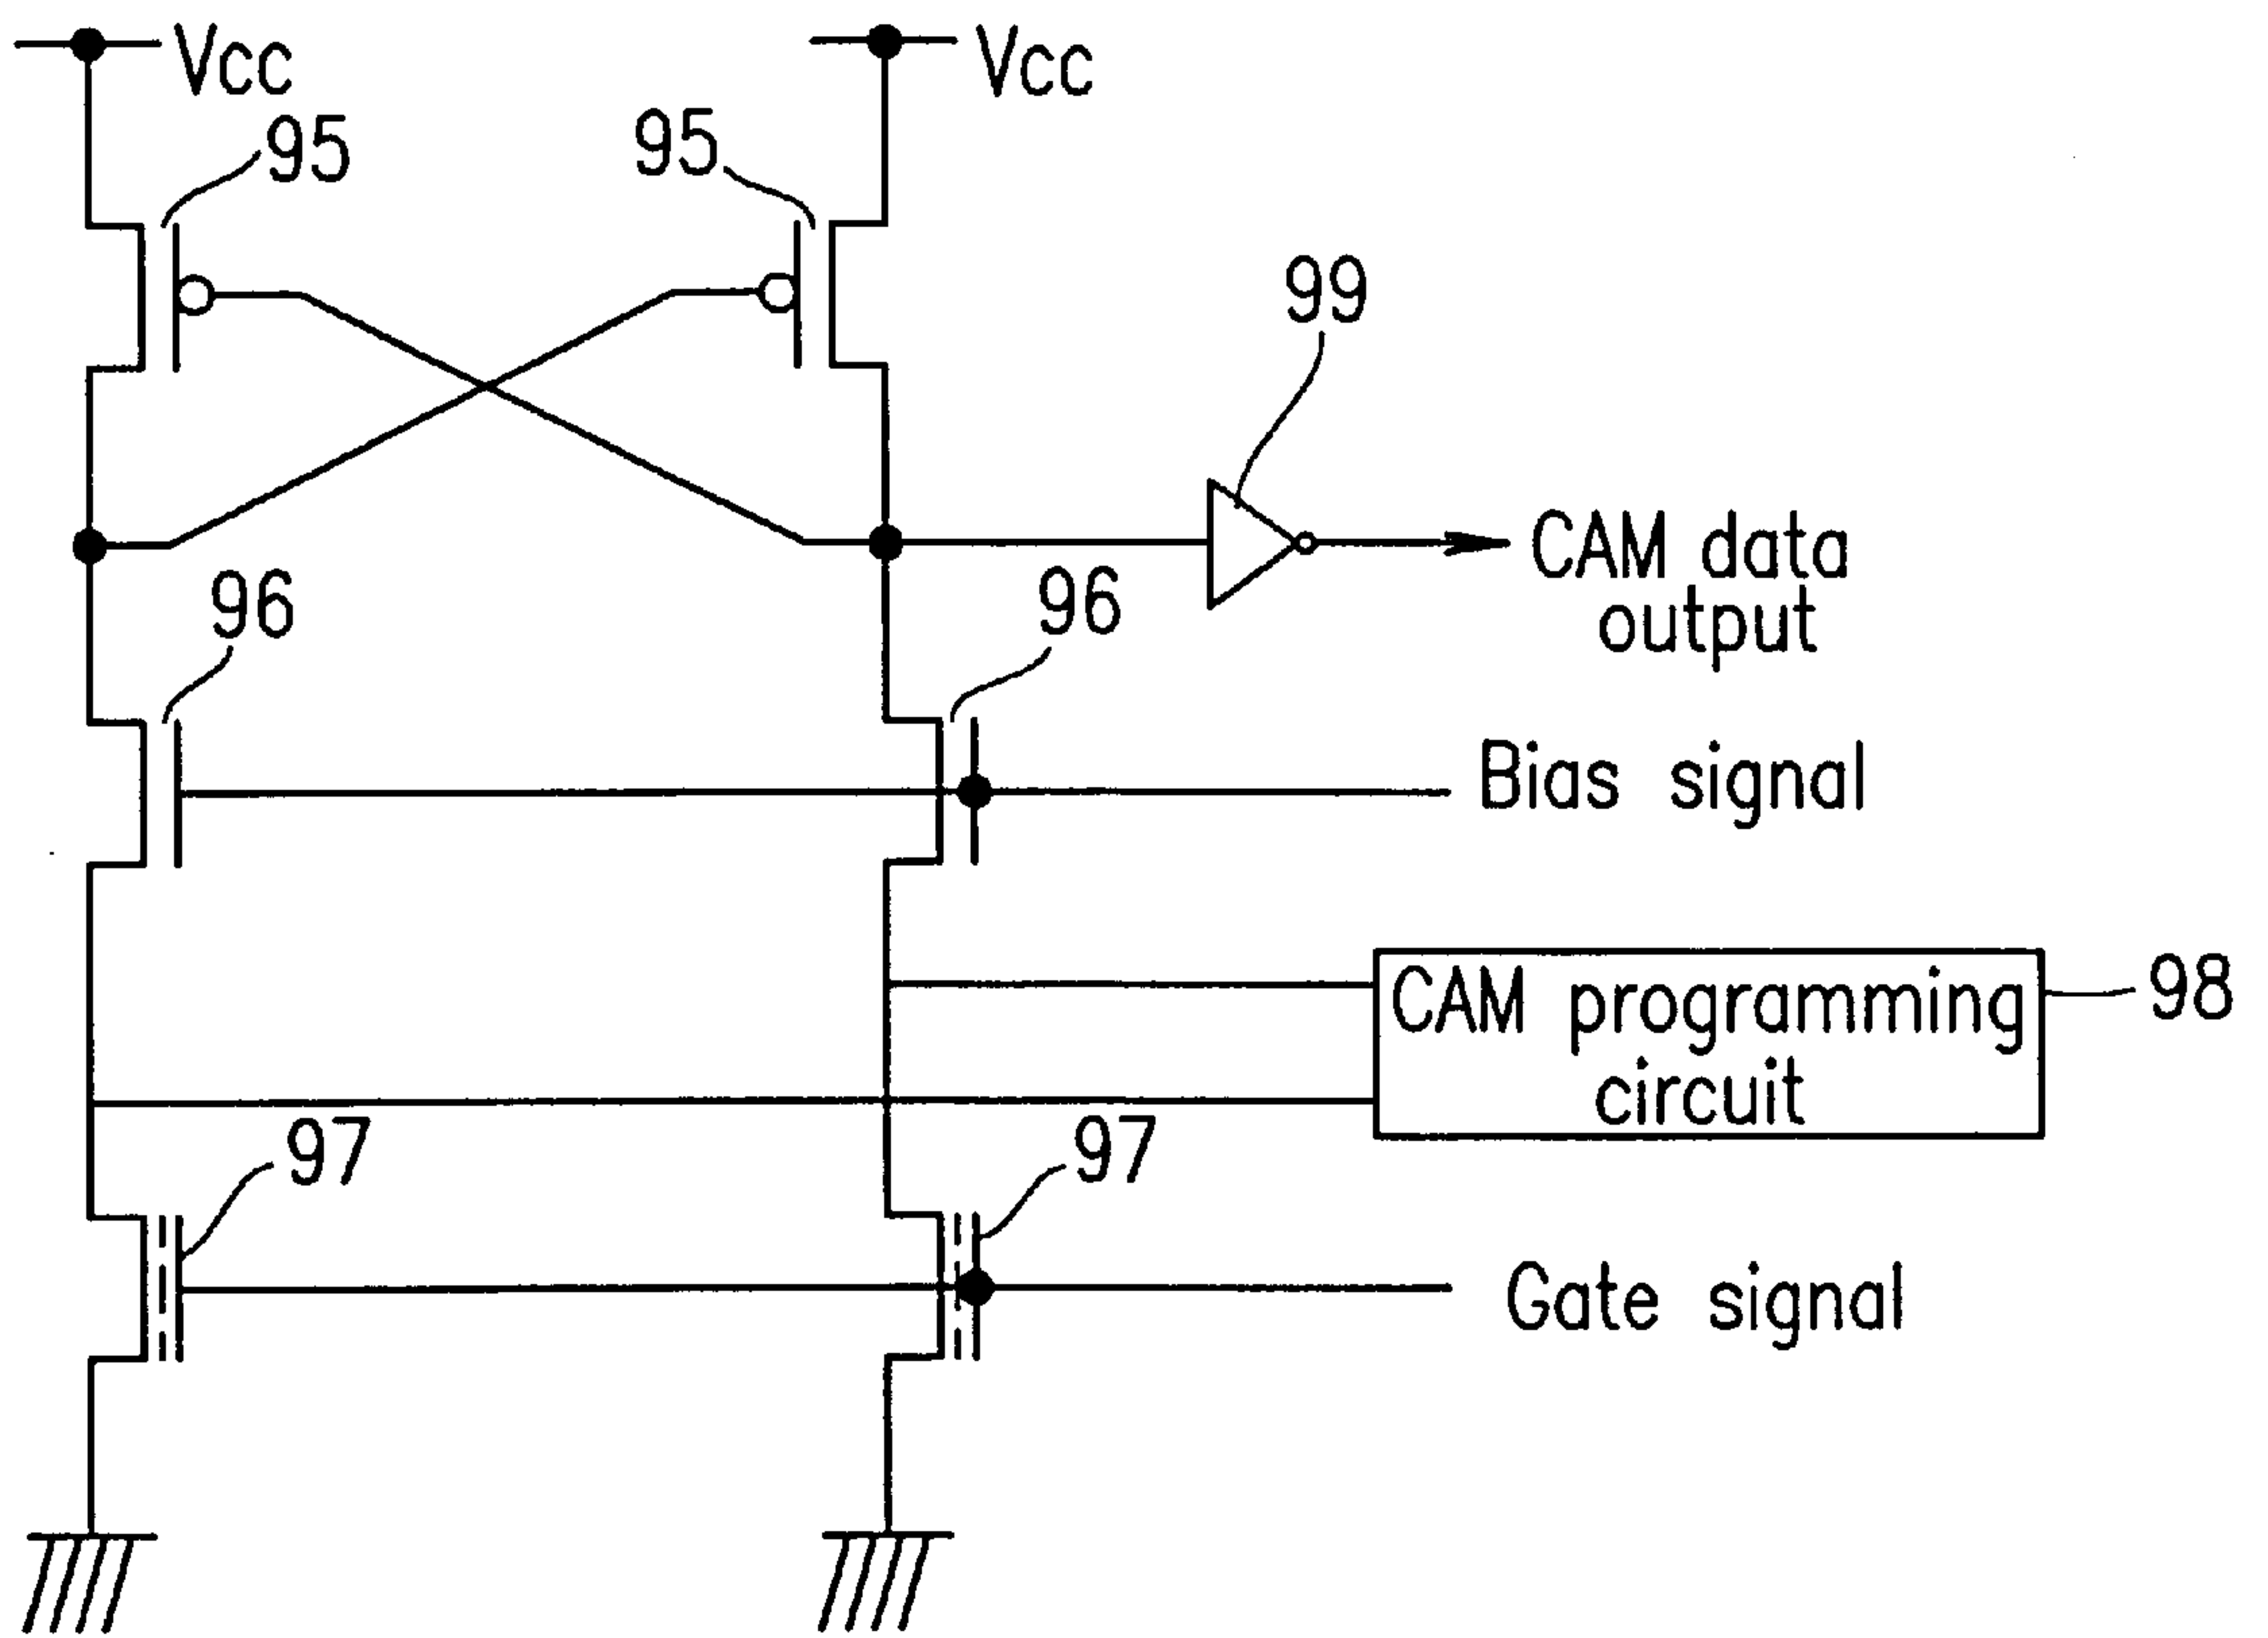 Vcc
Vcc
95
95
99
CAM data
output
96
96
Bias signal
CAM programming
circuit
98
97
97
Gate signal